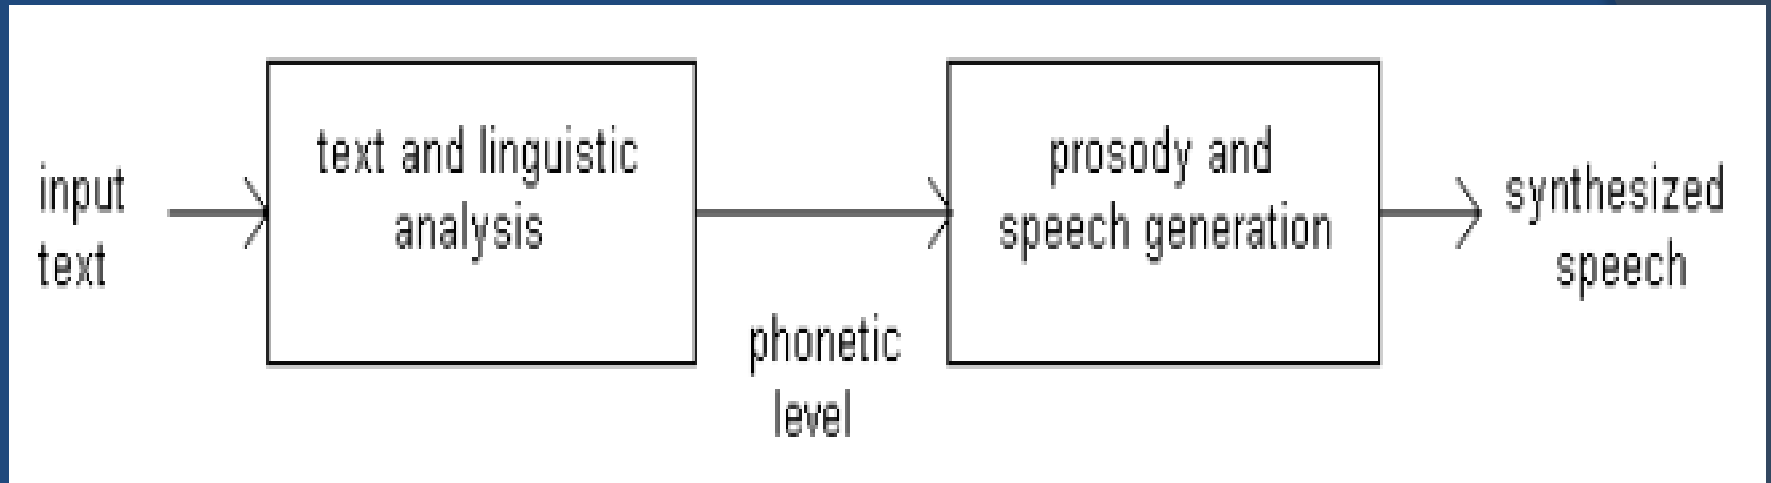 input
text
text and linguistic
analysis
phonetic
level
prosody and
speech generation
synthesized
speech